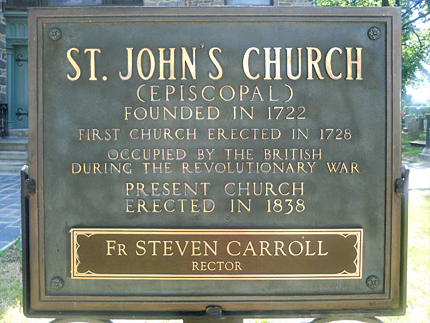 ST. JOHN'S CHURCH
(EPISCOPAL)
FOUNDED IN 1722
FIRST CHURCH ERECTED IN 1728
OCCUPIED BY THE BRITISH
DURING THE REVOLUTIONARY WAR
PRESENT CHURCH
ERECTED IN 1838
FR STEVEN CARROLL
RECTOR